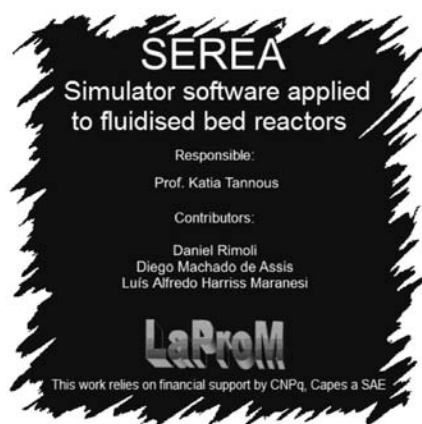 SEREA
Simulator software applied
to fluidised bed reactors
Responsible:
Prof. Katia Tannous
Contributors:
Daniel Rimoli
Diego Machado de Assis
Luís Alfredo Harriss Maranesi
LaProM
This work relies on financial support by CNPq, Capes a SAE